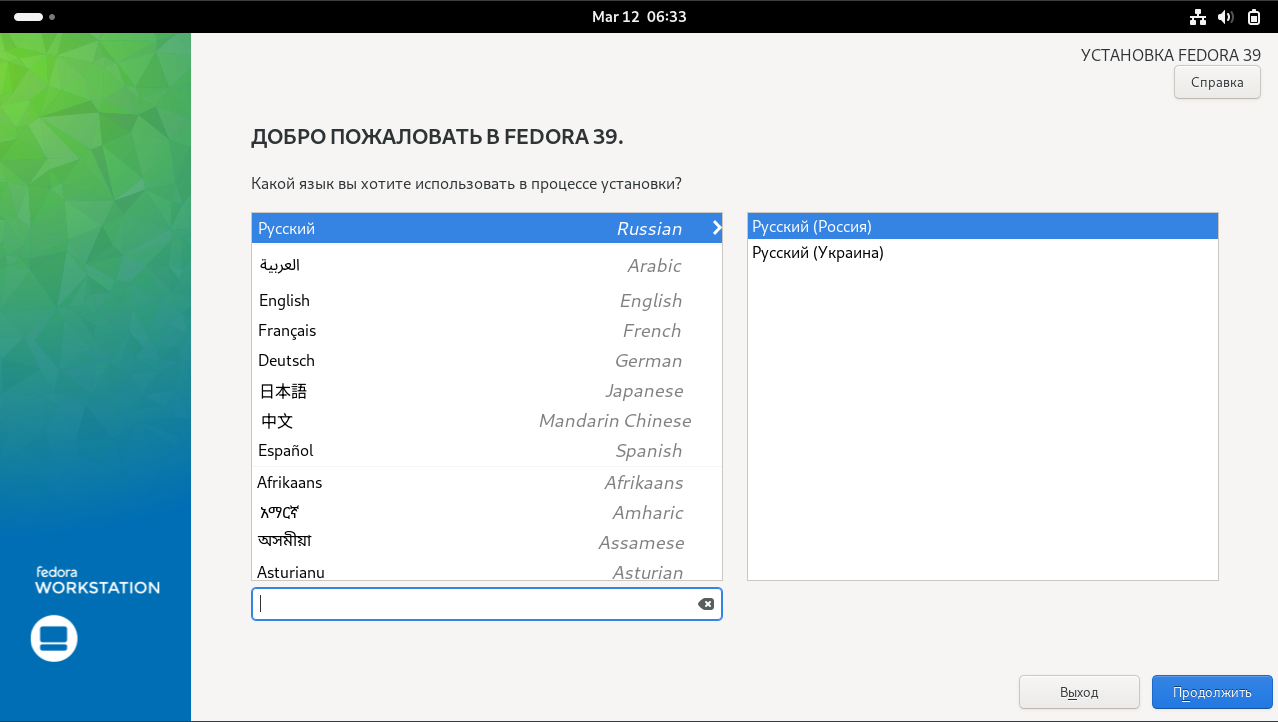 Mar 12 06:33
УСТАНОВКА FEDORA 39
Справка
ДОБРО ПОЖАЛОВАТЬ В FEDORA 39.
Какой язык вы хотите использовать в процессе установки?
Русский Russian
العربية Arabic
English English
Français French
Deutsch German
日本語 Japanese
中文 Mandarin Chinese
Español Spanish
Afrikaans Afrikaans
አማርኛ Amharic
অসমীয়া Assamese
Asturianu Asturian
Русский (Россия)
Русский (Украина)
fedora
WORKSTATION
Выход
Продолжить